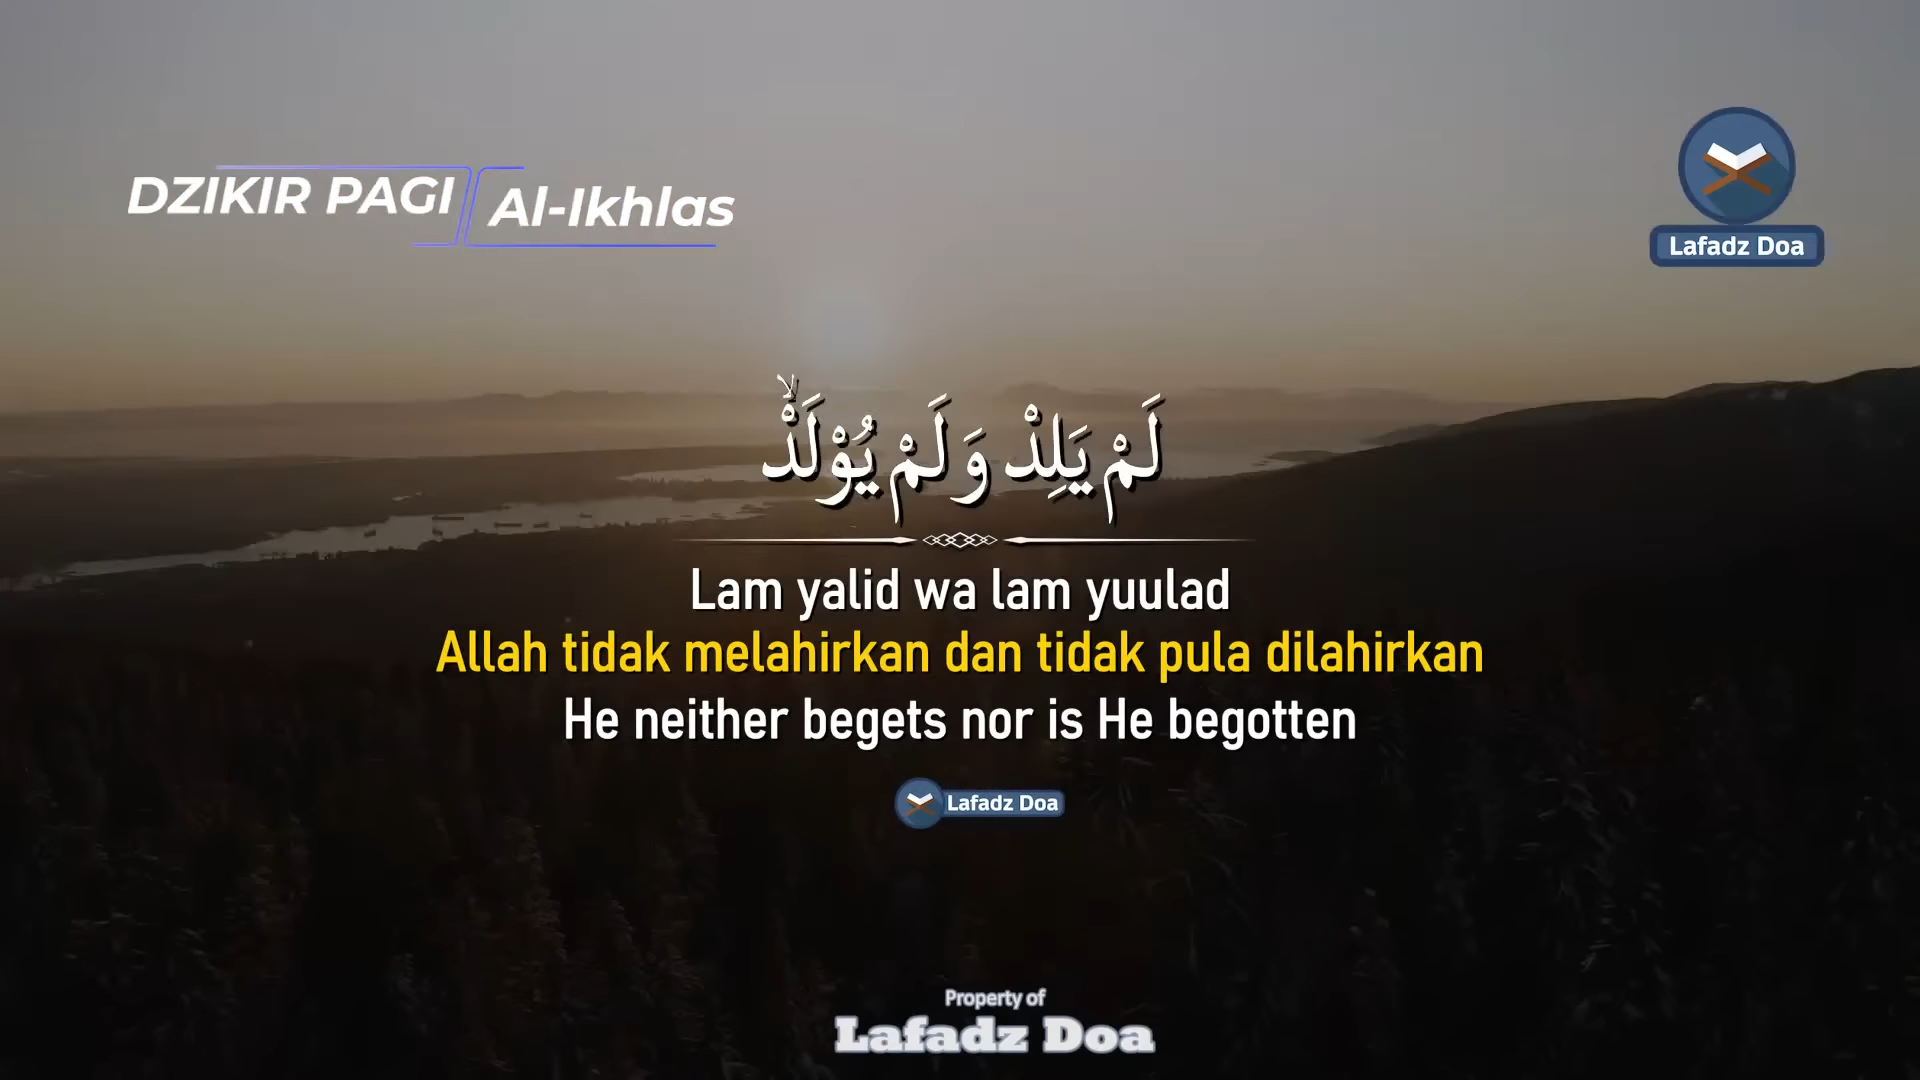 DZIKIR PAGI
Al-Ikhlas
Lafadz Doa
لَمْ يَلِدْ وَلَمْ يُوْلَدْۙ
Lam yalid wa lam yuulad
Allah tidak melahirkan dan tidak pula dilahirkan
He neither begets nor is He begotten
Lafadz Doa
Property of
Lafadz Doa